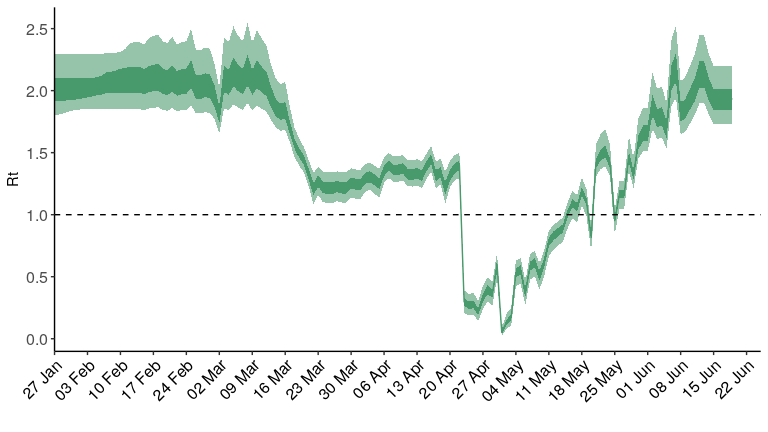 2.5
2.0
1.5
1.0
0.5
0.0
Rt
27 Jan
03 Feb
10 Feb
17 Feb
24 Feb
02 Mar
09 Mar
16 Mar
23 Mar
30 Mar
06 Apr
13 Apr
20 Apr
27 Apr
04 May
11 May
18 May
25 May
01 Jun
08 Jun
15 Jun
22 Jun